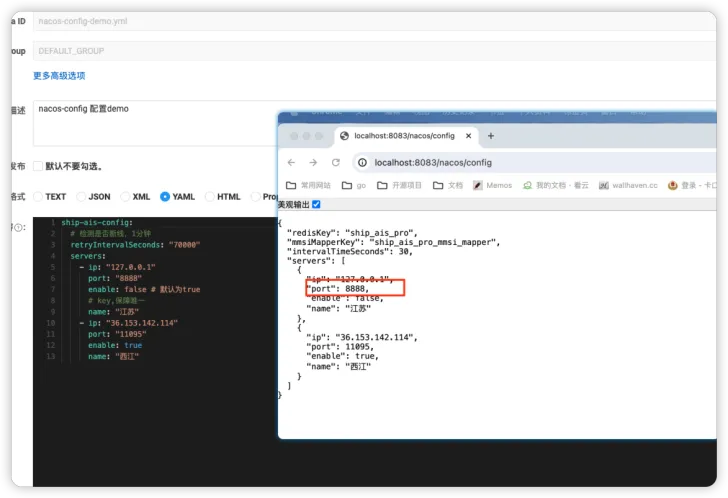 a ID
nacos-config-demo.yml
oup
DEFAULT_GROUP
更多高级选项
描述
nacos-config 配置demo
发布
默认不要勾选。
格式
TEXT
JSON
XML
YAML
HTML
Prop
localhost:8083/nacos/config
localhost:8083/nacos/config
常用网站
go
开源项目
文档
Memos
我的文档 - 看云
wallhaven.cc
登录 - 卡口
美观输出
1 ship-ais-config:
2 # 检测是否断线, 1分钟
3 retryIntervalSeconds: "70000"
4 servers:
5 - ip: "127.0.0.1"
6 port: "8888"
7 enable: false # 默认为true
8 # key,保障唯一
9 name: "江苏"
10 - ip: "36.153.142.114"
11 port: "11095"
12 enable: true
13 name: "西江"
{
"redisKey": "ship_ais_pro",
"mmsiMapperKey": "ship_ais_pro_mmsi_mapper",
"intervalTimeSeconds": 30,
"servers": [
{
"ip": "127.0.0.1",
"port": 8888,
"enable": false,
"name": "江苏"
},
{
"ip": "36.153.142.114",
"port": 11095,
"enable": true,
"name": "西江"
}
]
}